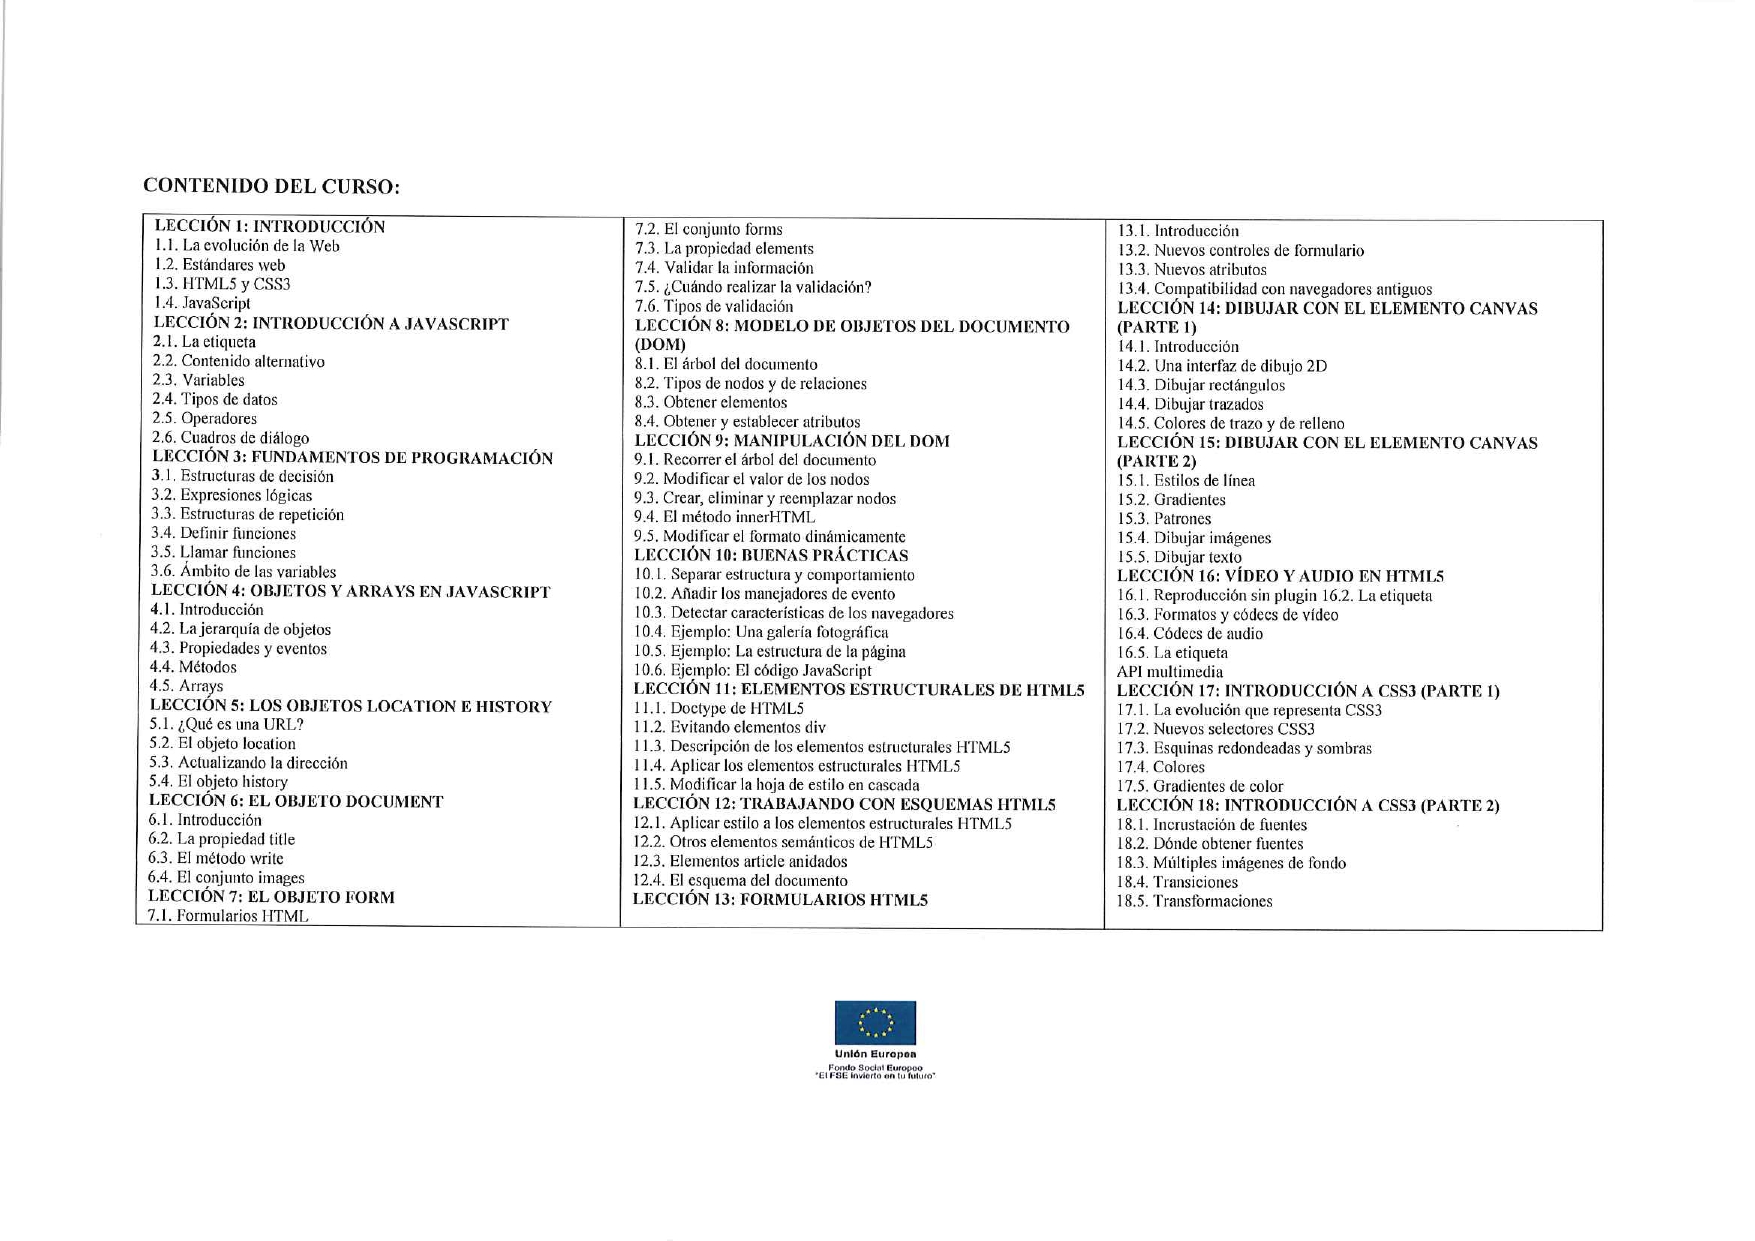 CONTENIDO DEL CURSO:
LECCIÓN 1: INTRODUCCIÓN
1.1. La evolución de la Web
1.2. Estándares web
1.3. HTML5 y CSS3
1.4. JavaScript
LECCIÓN 2: INTRODUCCIÓN A JAVASCRIPT
2.1. La etiqueta
2.2. Contenido alternativo
2.3. Variables
2.4. Tipos de datos
2.5. Operadores
2.6. Cuadros de diálogo
LECCIÓN 3: FUNDAMENTOS DE PROGRAMACIÓN
3.1. Estructuras de decisión
3.2. Expresiones lógicas
3.3. Estructuras de repetición
3.4. Definir funciones
3.5. Llamar funciones
3.6. Ámbito de las variables
LECCIÓN 4: OBJETOS Y ARRAYS EN JAVASCRIPT
4.1. Introducción
4.2. La jerarquía de objetos
4.3. Propiedades y eventos
4.4. Métodos
4.5. Arrays
LECCIÓN 5: LOS OBJETOS LOCATION E HISTORY
5.1. ¿Qué es una URL?
5.2. El objeto location
5.3. Actualizando la dirección
5.4. El objeto history
LECCIÓN 6: EL OBJETO DOCUMENT
6.1. Introducción
6.2. La propiedad title
6.3. El método write
6.4. El conjunto images
LECCIÓN 7: EL OBJETO FORM
7.1. Formularios HTML
7.2. El conjunto forms
7.3. La propiedad elements
7.4. Validar la información
7.5. ¿Cuándo realizar la validación?
7.6. Tipos de validación
LECCIÓN 8: MODELO DE OBJETOS DEL DOCUMENTO
(DOM)
8.1. El árbol del documento
8.2. Tipos de nodos y de relaciones
8.3. Obtener elementos
8.4. Obtener y establecer atributos
LECCIÓN 9: MANIPULACIÓN DEL DOM
9.1. Recorrer el árbol del documento
9.2. Modificar el valor de los nodos
9.3. Crear, eliminar y reemplazar nodos
9.4. El método innerHTML
9.5. Modificar el formato dinámicamente
LECCIÓN 10: BUENAS PRÁCTICAS
10.1. Separar estructura y comportamiento
10.2. Añadir los manejadores de evento
10.3. Detectar características de los navegadores
10.4. Ejemplo: Una galería fotográfica
10.5. Ejemplo: La estructura de la página
10.6. Ejemplo: El código JavaScript
LECCIÓN 11: ELEMENTOS ESTRUCTURALES DE HTML5
11.1. Doctype de HTML5
11.2. Evitando elementos div
11.3. Descripción de los elementos estructurales HTML5
11.4. Aplicar los elementos estructurales HTML5
11.5. Modificar la hoja de estilo en cascada
LECCIÓN 12: TRABAJANDO CON ESQUEMAS HTML5
12.1. Aplicar estilo a los elementos estructurales HTML5
12.2. Otros elementos semánticos de HTML5
12.3. Elementos article anidados
12.4. El esquema del documento
LECCIÓN 13: FORMULARIOS HTML5
13.1. Introducción
13.2. Nuevos controles de formulario
13.3. Nuevos atributos
13.4. Compatibilidad con navegadores antiguos
LECCIÓN 14: DIBUJAR CON EL ELEMENTO CANVAS
(PARTE 1)
14.1. Introducción
14.2. Una interfaz de dibujo 2D
14.3. Dibujar rectángulos
14.4. Dibujar trazados
14.5. Colores de trazo y de relleno
LECCIÓN 15: DIBUJAR CON EL ELEMENTO CANVAS
(PARTE 2)
15.1. Estilos de línea
15.2. Gradientes
15.3. Patrones
15.4. Dibujar imágenes
15.5. Dibujar texto
LECCIÓN 16: VÍDEO Y AUDIO EN HTML5
16.1. Reproducción sin plugin 16.2. La etiqueta
16.3. Formatos y códecs de vídeo
16.4. Códecs de audio
16.5. La etiqueta
API multimedia
LECCIÓN 17: INTRODUCCIÓN A CSS3 (PARTE 1)
17.1. La evolución que representa CSS3
17.2. Nuevos selectores CSS3
17.3. Esquinas redondeadas y sombras
17.4. Colores
17.5. Gradientes de color
LECCIÓN 18: INTRODUCCIÓN A CSS3 (PARTE 2)
18.1. Incrustación de fuentes
18.2. Dónde obtener fuentes
18.3. Múltiples imágenes de fondo
18.4. Transiciones
18.5. Transformaciones
Unión Europea
Fondo Social Europeo
"El FSE invierte en tu futuro"